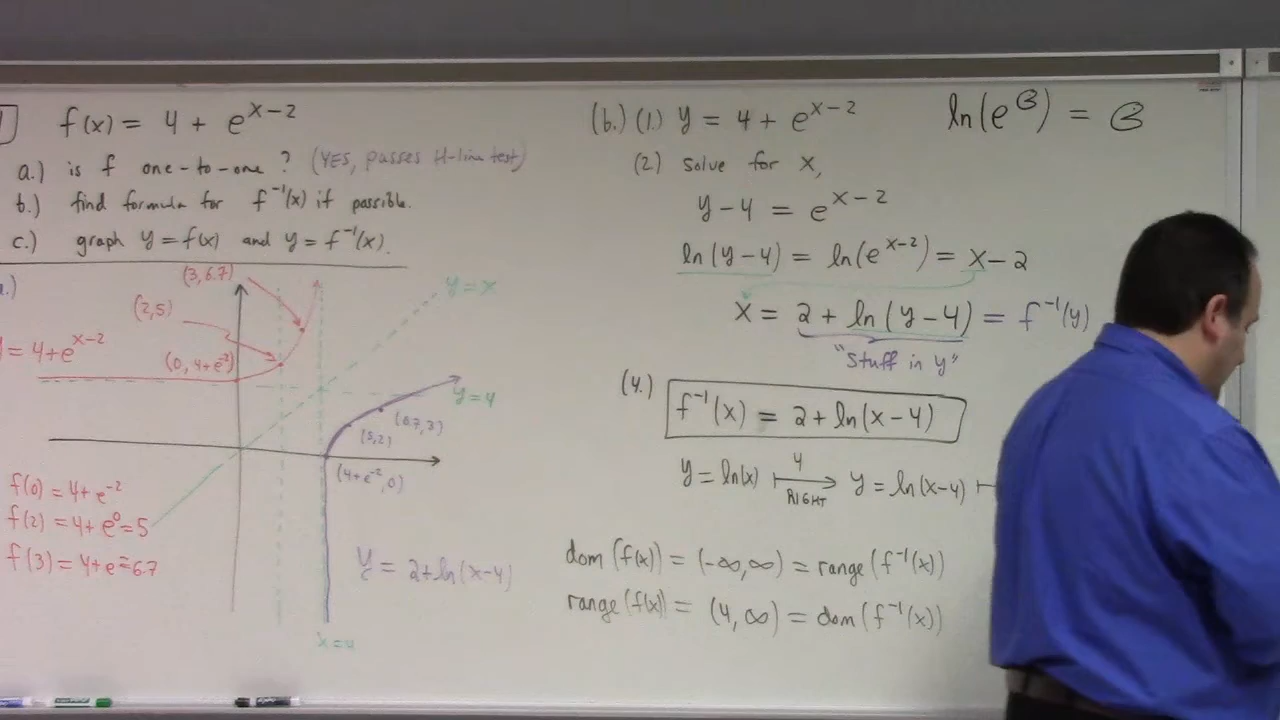 f(x) = 4 + e^{x-2}
a.) is f one-to-one? (YES, passes H-line test)
b.) find formula for f^{-1}(x) if possible.
c.) graph y = f(x) and y = f^{-1}(x).
(3, 6.7)
(2, 5)
= 4 + e^{x-2}
(0, 4+e^{-2})
y = x
y = 4
(6.7, 3)
(5, 2)
(4+e^{-2}, 0)
f(0) = 4 + e^{-2}
f(2) = 4 + e^0 = 5
f(3) = 4 + e = 6.7
y = 2 + ln(x-4)
x = 4
(b.) (1.) y = 4 + e^{x-2}
(2) solve for x,
y - 4 = e^{x-2}
ln(y-4) = ln(e^{x-2}) = x - 2
x = 2 + ln(y-4) = f^{-1}(y)
"stuff in y"
(4.) f^{-1}(x) = 2 + ln(x-4)
y = ln(x) ↦ 4 RIGHT y = ln(x-4) ↦
dom(f(x)) = (-∞, ∞) = range(f^{-1}(x))
range(f(x)) = (4, ∞) = dom(f^{-1}(x))